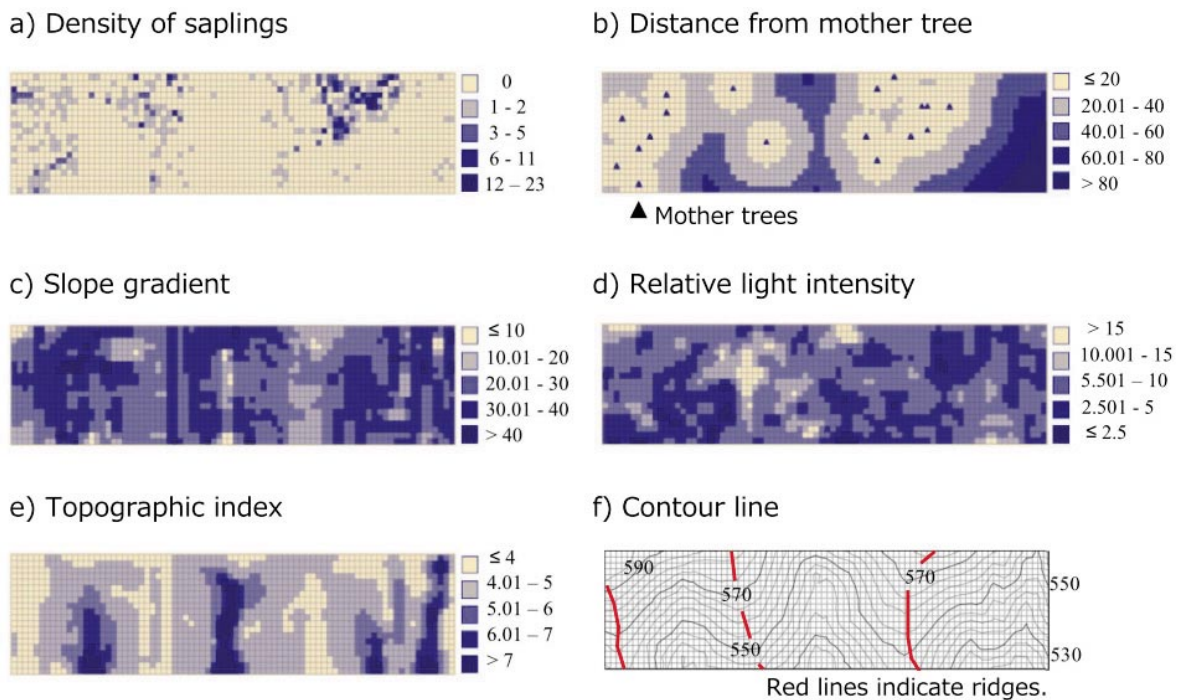 a) Density of saplings
0
1 - 2
3 - 5
6 - 11
12 – 23
b) Distance from mother tree
≤ 20
20.01 - 40
40.01 - 60
60.01 - 80
> 80
▲ Mother trees
c) Slope gradient
≤ 10
10.01 - 20
20.01 - 30
30.01 - 40
> 40
d) Relative light intensity
> 15
10.001 - 15
5.501 – 10
2.501 - 5
≤ 2.5
e) Topographic index
≤ 4
4.01 – 5
5.01 – 6
6.01 – 7
> 7
f) Contour line
590
570
570
550
550
530
Red lines indicate ridges.